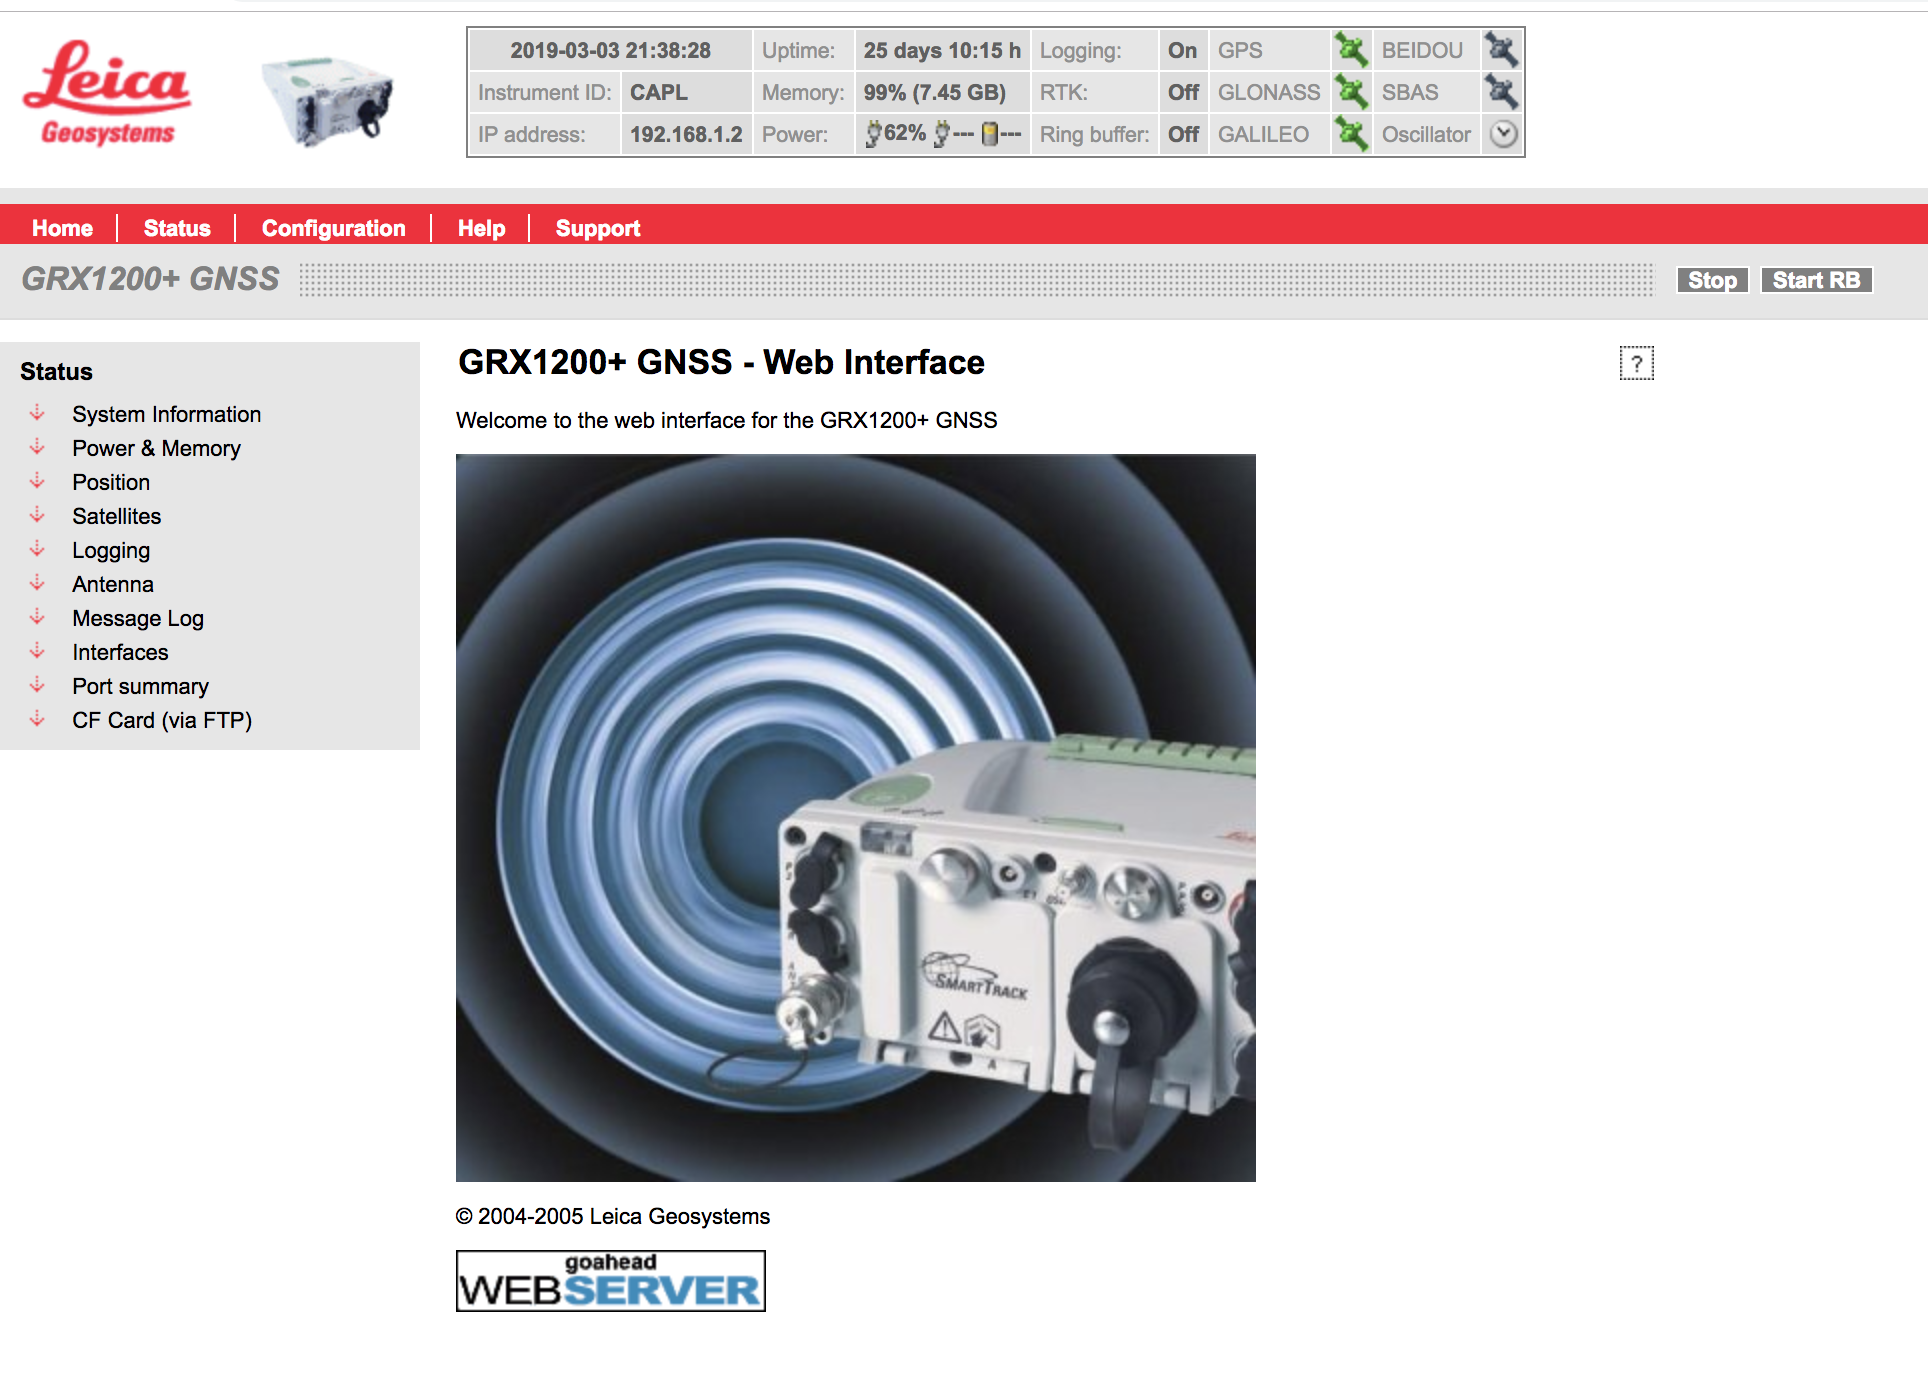 Leica
Geosystems
2019-03-03 21:38:28 Uptime: 25 days 10:15 h Logging: On GPS BEIDOU
Instrument ID: CAPL Memory: 99% (7.45 GB) RTK: Off GLONASS SBAS
IP address: 192.168.1.2 Power: 62% --- --- Ring buffer: Off GALILEO Oscillator
Home Status Configuration Help Support
GRX1200+ GNSS Stop Start RB
Status
System Information
Power & Memory
Position
Satellites
Logging
Antenna
Message Log
Interfaces
Port summary
CF Card (via FTP)
GRX1200+ GNSS - Web Interface ?
Welcome to the web interface for the GRX1200+ GNSS
SMARTTRACK
A
© 2004-2005 Leica Geosystems
goahead
WEBSERVER